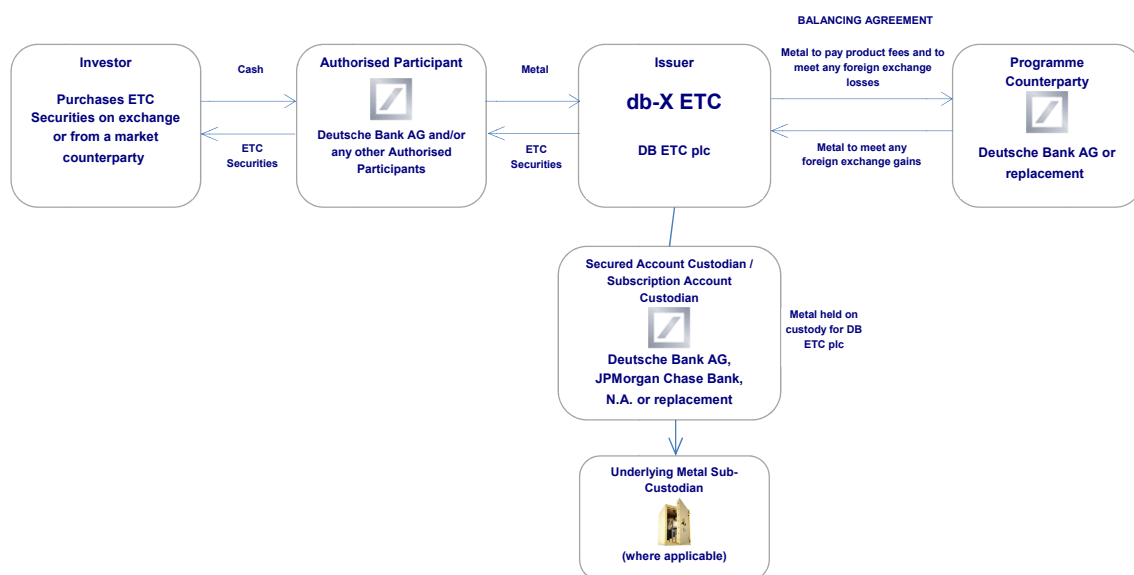 BALANCING AGREEMENT
Investor
Purchases ETC
Securities on exchange
or from a market
counterparty
Cash
ETC
Securities
Authorised Participant
Deutsche Bank AG and/or
any other Authorised
Participants
Metal
ETC
Securities
Issuer
db-X ETC
DB ETC plc
Metal to pay product fees and to
meet any foreign exchange
losses
Metal to meet any
foreign exchange gains
Programme
Counterparty
Deutsche Bank AG or
replacement
Secured Account Custodian /
Subscription Account
Custodian
Deutsche Bank AG,
JPMorgan Chase Bank,
N.A. or replacement
Metal held on
custody for DB
ETC plc
Underlying Metal Sub-
Custodian
(where applicable)